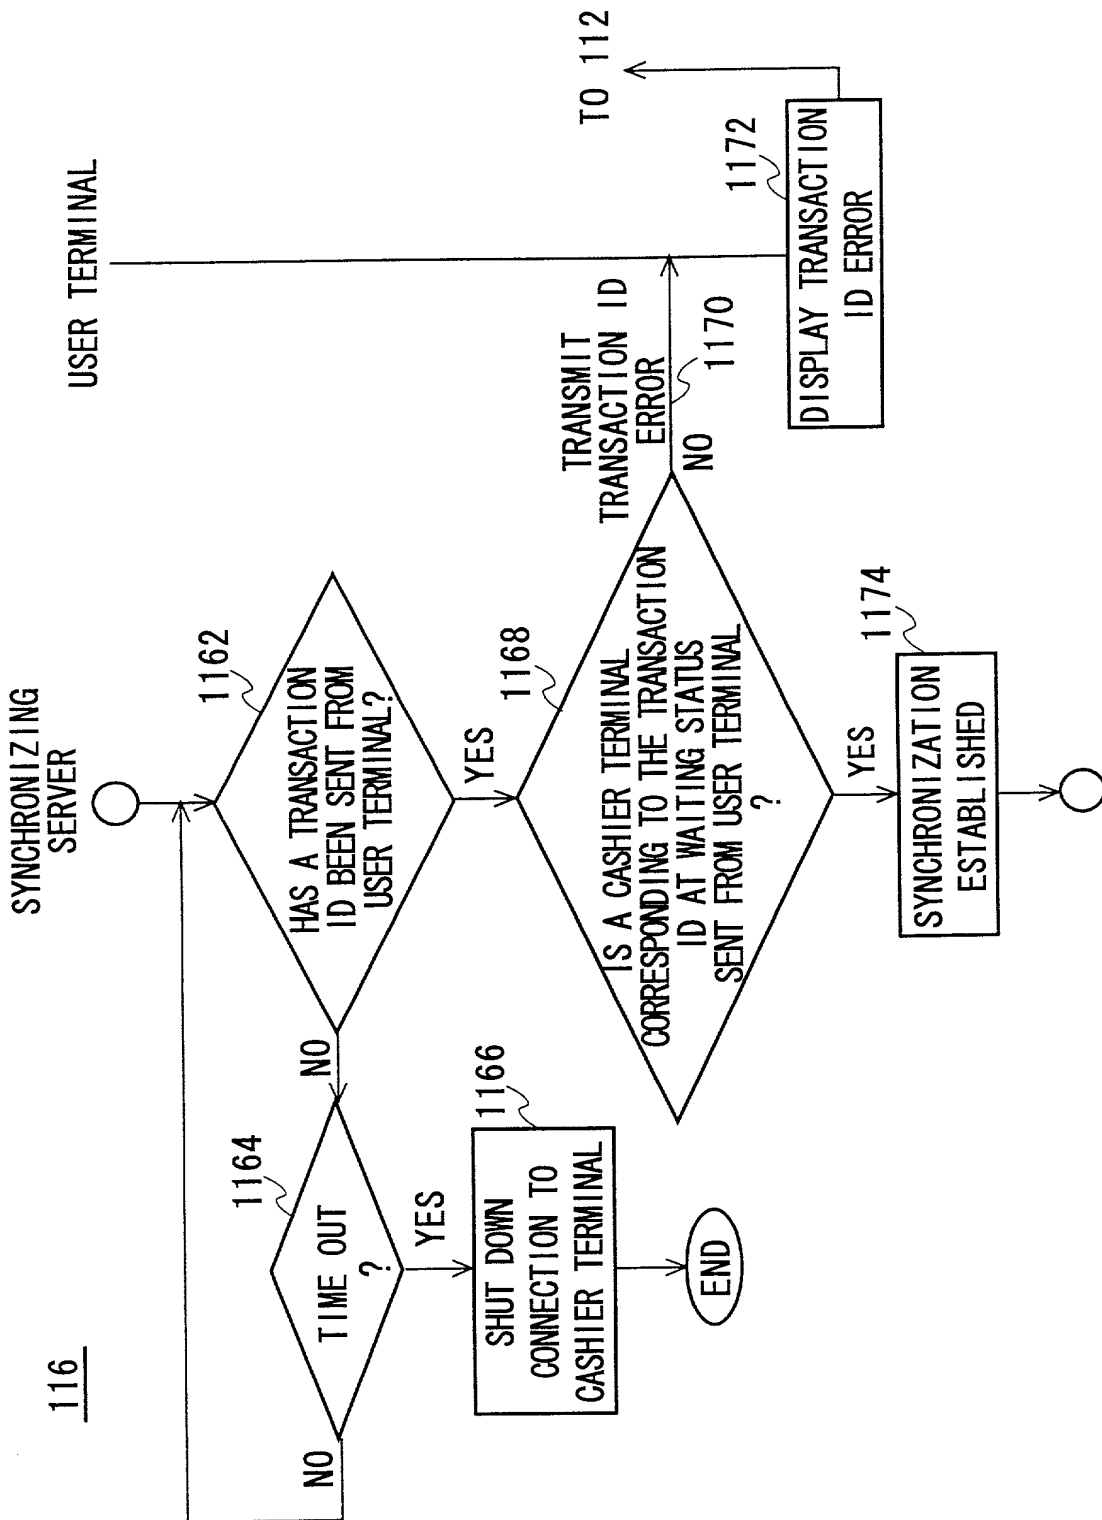 116
SYNCHRONIZING
SERVER
USER TERMINAL
1162
HAS A TRANSACTION
ID BEEN SENT FROM
USER TERMINAL?
NO
YES
1164
TIME OUT
?
NO
YES
1166
SHUT DOWN
CONNECTION TO
CASHIER TERMINAL
END
1168
IS A CASHIER TERMINAL
CORRESPONDING TO THE TRANSACTION
ID AT WAITING STATUS
SENT FROM USER TERMINAL
?
NO
YES
TRANSMIT
TRANSACTION ID
ERROR
1170
1172
DISPLAY TRANSACTION
ID ERROR
TO 112
1174
SYNCHRONIZATION
ESTABLISHED